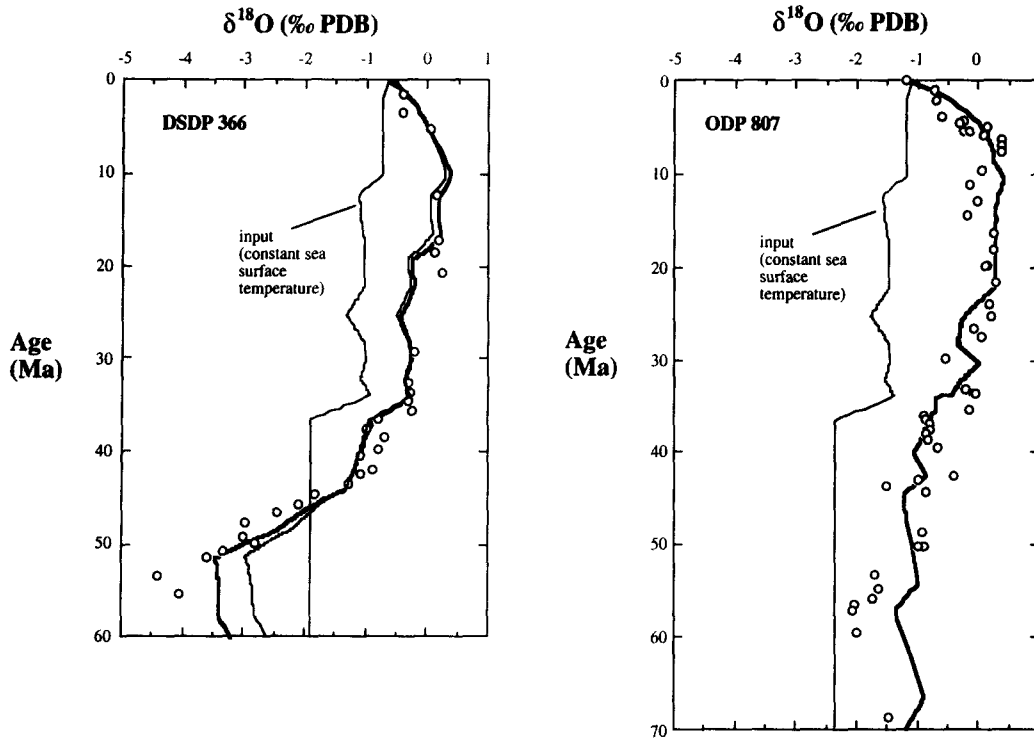 δ18O (‰ PDB)
-5 -4 -3 -2 -1 0 1
0
10
20
30
40
50
60
Age
(Ma)
DSDP 366
input
(constant sea
surface
temperature)
δ18O (‰ PDB)
-5 -4 -3 -2 -1 0
0
10
20
30
40
50
60
70
Age
(Ma)
ODP 807
input
(constant sea
surface
temperature)